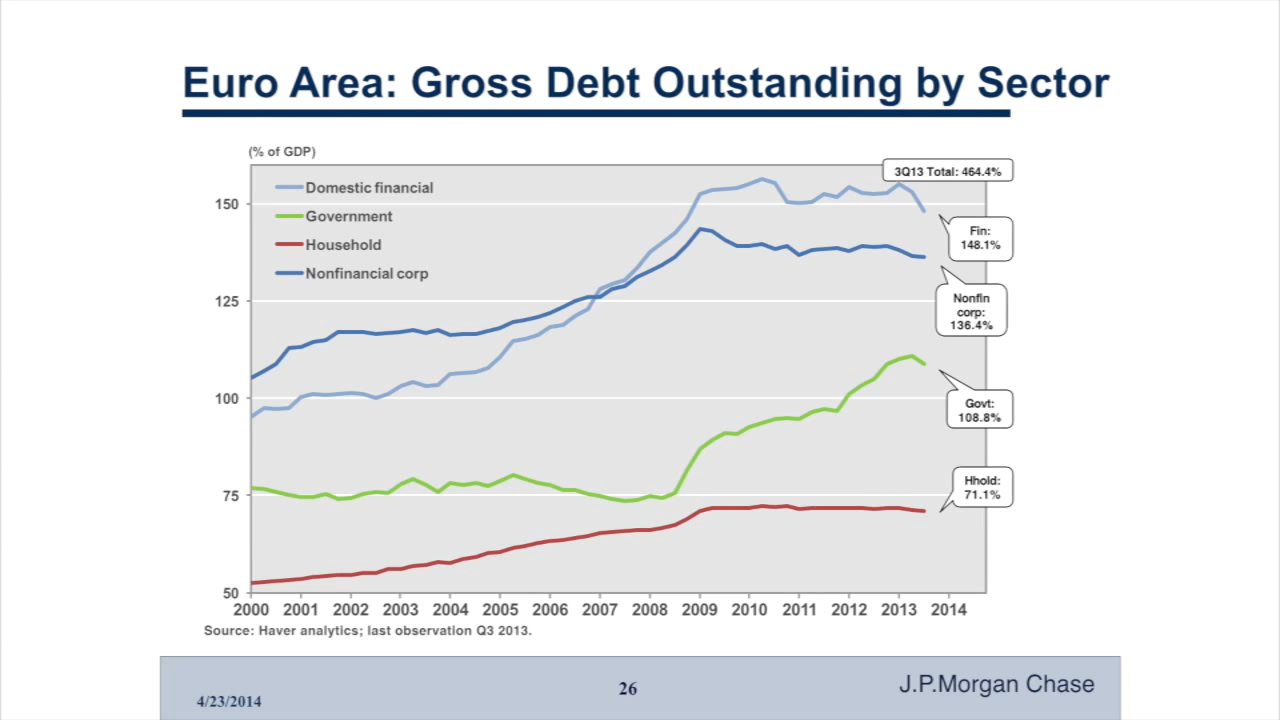 Euro Area: Gross Debt Outstanding by Sector
(% of GDP)
3Q13 Total: 464.4%
Domestic financial
Government
Household
Nonfinancial corp
150
125
100
75
50
Fin:
148.1%
Nonfin
corp:
136.4%
Govt:
108.8%
Hhold:
71.1%
2000 2001 2002 2003 2004 2005 2006 2007 2008 2009 2010 2011 2012 2013 2014
Source: Haver analytics; last observation Q3 2013.
4/23/2014
26
J.P.Morgan Chase